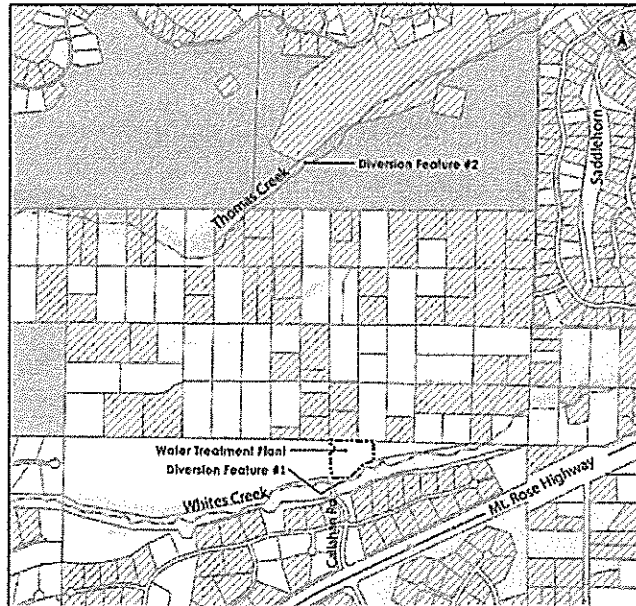 Saddlehorn
Diversion Feature #2
Thomas Creek
Water Treatment Plant
Diversion Feature #1
Whites Creek
Callahan Rd
Mt. Rose Highway